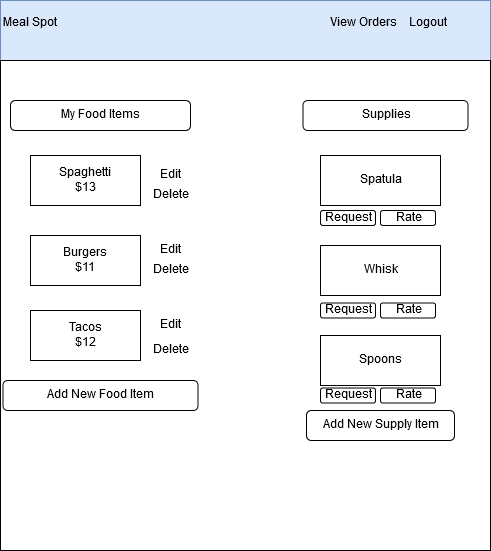 Meal Spot
View Orders
Logout
My Food Items
Spaghetti
$13
Edit
Delete
Burgers
$11
Edit
Delete
Tacos
$12
Edit
Delete
Add New Food Item
Supplies
Spatula
Request
Rate
Whisk
Request
Rate
Spoons
Request
Rate
Add New Supply Item